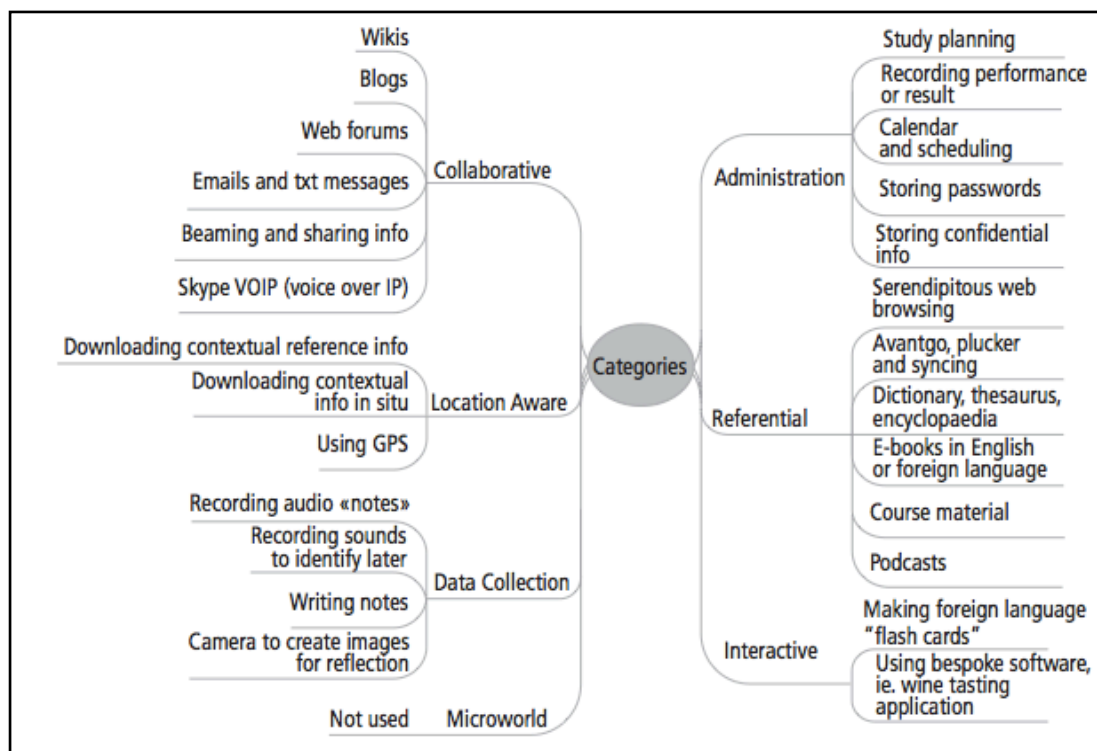 Wikis
Blogs
Web forums
Emails and txt messages
Beaming and sharing info
Skype VOIP (voice over IP)
Collaborative
Downloading contextual reference info
Downloading contextual
info in situ
Using GPS
Location Aware
Recording audio «notes»
Recording sounds
to identify later
Writing notes
Camera to create images
for reflection
Data Collection
Not used
Microworld
Categories
Study planning
Recording performance
or result
Calendar
and scheduling
Storing passwords
Storing confidential
info
Administration
Serendipitous web
browsing
Avantgo, plucker
and syncing
Dictionary, thesaurus,
encyclopaedia
E-books in English
or foreign language
Course material
Podcasts
Referential
Making foreign language
"flash cards"
Using bespoke software,
ie. wine tasting
application
Interactive